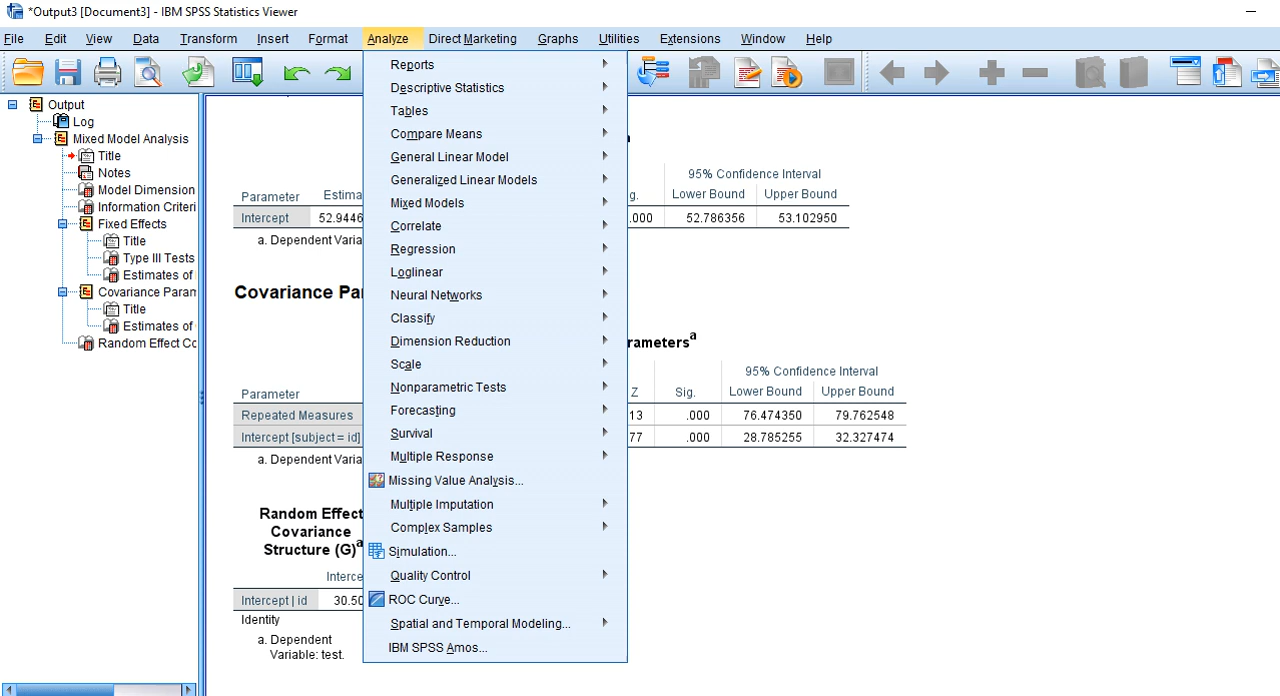 *Output3 [Document3] - IBM SPSS Statistics Viewer
File Edit View Data Transform Insert Format Analyze Direct Marketing Graphs Utilities Extensions Window Help
Output
Log
Mixed Model Analysis
Title
Notes
Model Dimension
Information Criteri
Fixed Effects
Title
Type III Tests
Estimates of
Covariance Param
Title
Estimates of
Random Effect Co
Reports
Descriptive Statistics
Tables
Compare Means
General Linear Model
Generalized Linear Models
Mixed Models
Correlate
Regression
Loglinear
Neural Networks
Classify
Dimension Reduction
Scale
Nonparametric Tests
Forecasting
Survival
Multiple Response
Missing Value Analysis...
Multiple Imputation
Complex Samples
Simulation...
Quality Control
ROC Curve...
Spatial and Temporal Modeling...
IBM SPSS Amos...
95% Confidence Interval
Parameter Estima g. Lower Bound Upper Bound
Intercept 52.9446 .000 52.786356 53.102950
a. Dependent Varia
Covariance Pa
rameters a
95% Confidence Interval
Parameter Z Sig. Lower Bound Upper Bound
Repeated Measures 13 .000 76.474350 79.762548
Intercept [subject = id] 77 .000 28.785255 32.327474
a. Dependent Varia
Random Effect
Covariance
Structure (G) a
Interce
Intercept | id 30.50
Identity
a. Dependent
Variable: test.